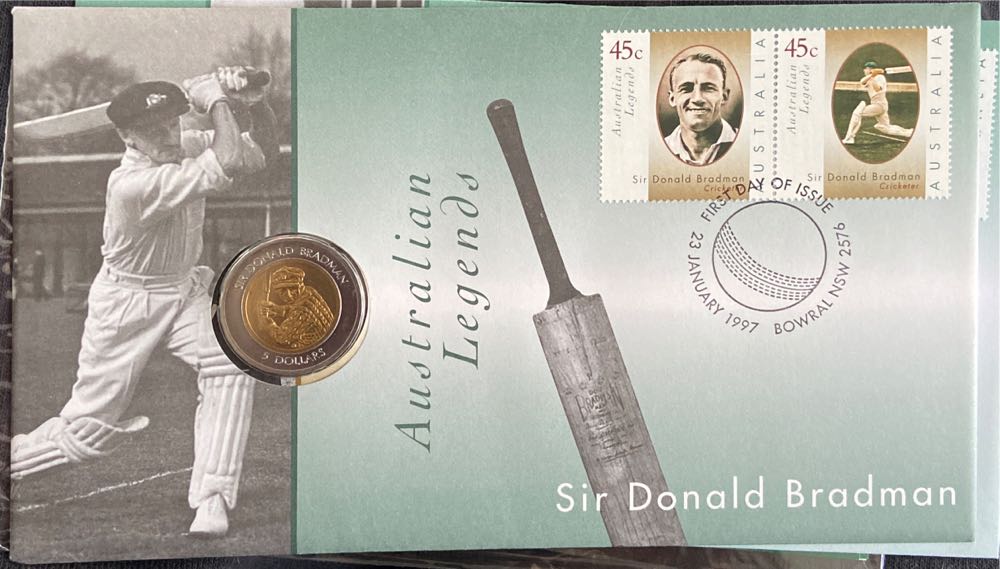 45c
Australian
Legends
AUSTRALIA
Sir Donald Bradman
Cricketer
45c
Australian
Legends
AUSTRALIA
Sir Donald Bradman
Cricketer
FIRST DAY OF ISSUE
23 JANUARY 1997
BOWRAL NSW 2576
SIR DONALD BRADMAN
5 DOLLARS
Australian
Legends
BRADMAN
Sir Donald Bradman